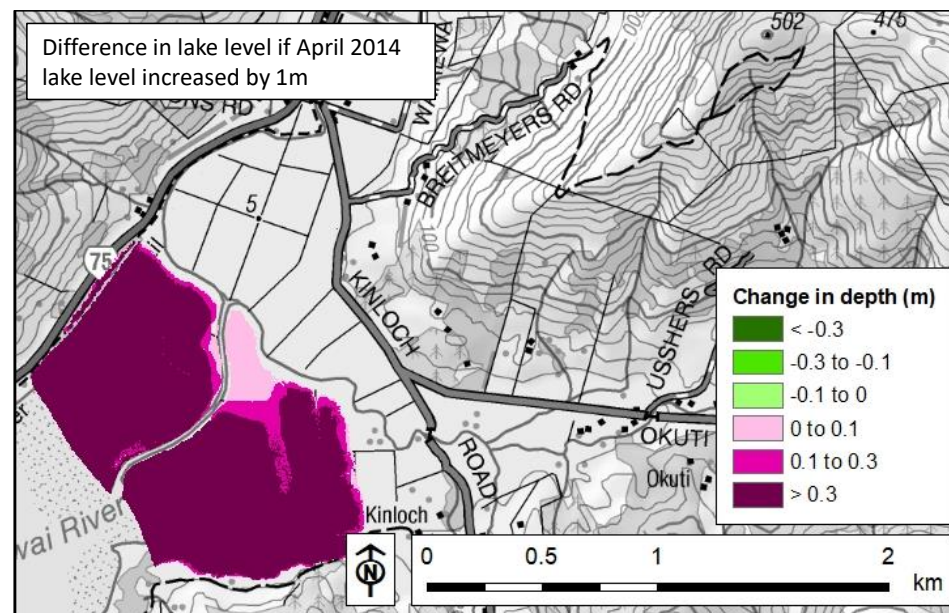 Difference in lake level if April 2014
lake level increased by 1m
502
475
RD
BREITMEYERS RD
100
5
75
KINLOCH
ROAD
USSHERS RD
OKUTI
Okuti
Kinloch
wai River
Change in depth (m)
< -0.3
-0.3 to -0.1
-0.1 to 0
0 to 0.1
0.1 to 0.3
> 0.3
N
0 0.5 1 2
km